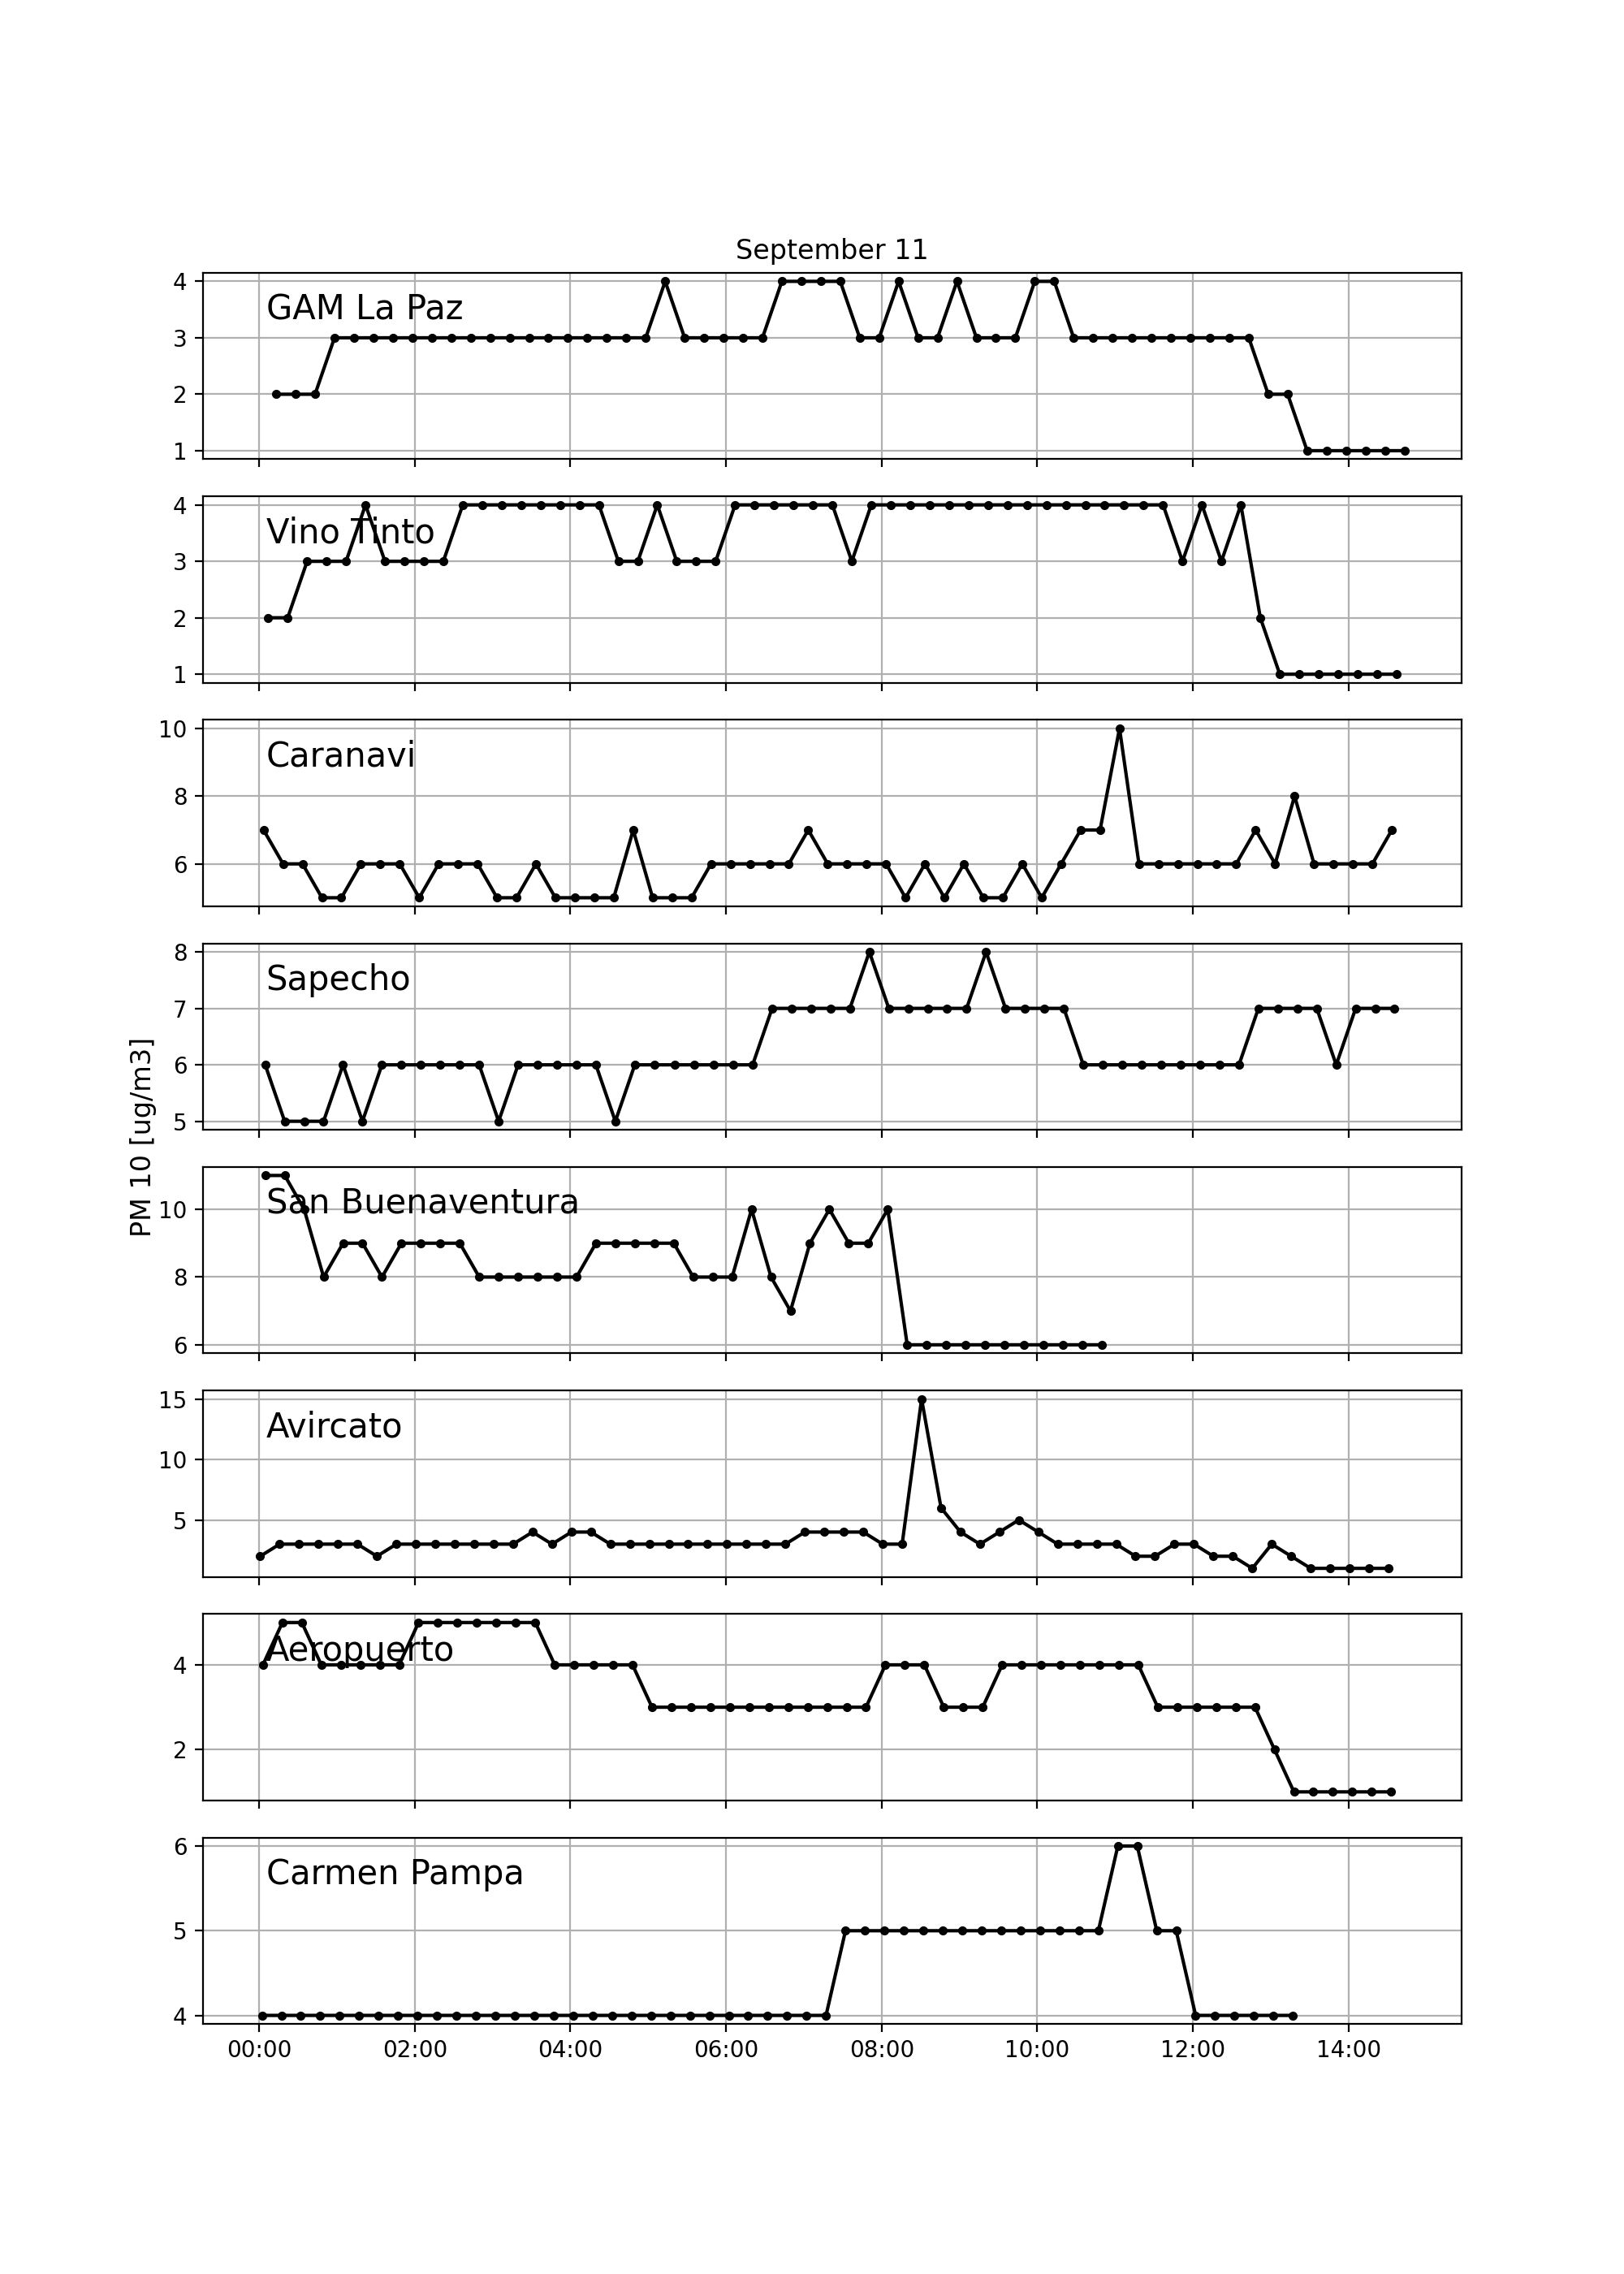 September 11
4
GAM La Paz
3
2
1
4
Vino Tinto
3
2
1
10
Caranavi
8
6
8
Sapecho
7
6
5
PM 10 [ug/m3]
San Buenaventura
10
8
6
15
Avircato
10
5
Aeropuerto
4
2
6
Carmen Pampa
5
4
00:00 02:00 04:00 06:00 08:00 10:00 12:00 14:00